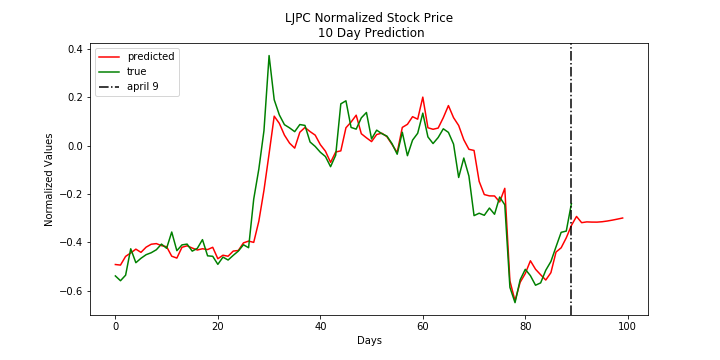 LJPC Normalized Stock Price
10 Day Prediction
predicted
true
april 9
Normalized Values
0.4
0.2
0.0
−0.2
−0.4
−0.6
0
20
40
60
80
100
Days